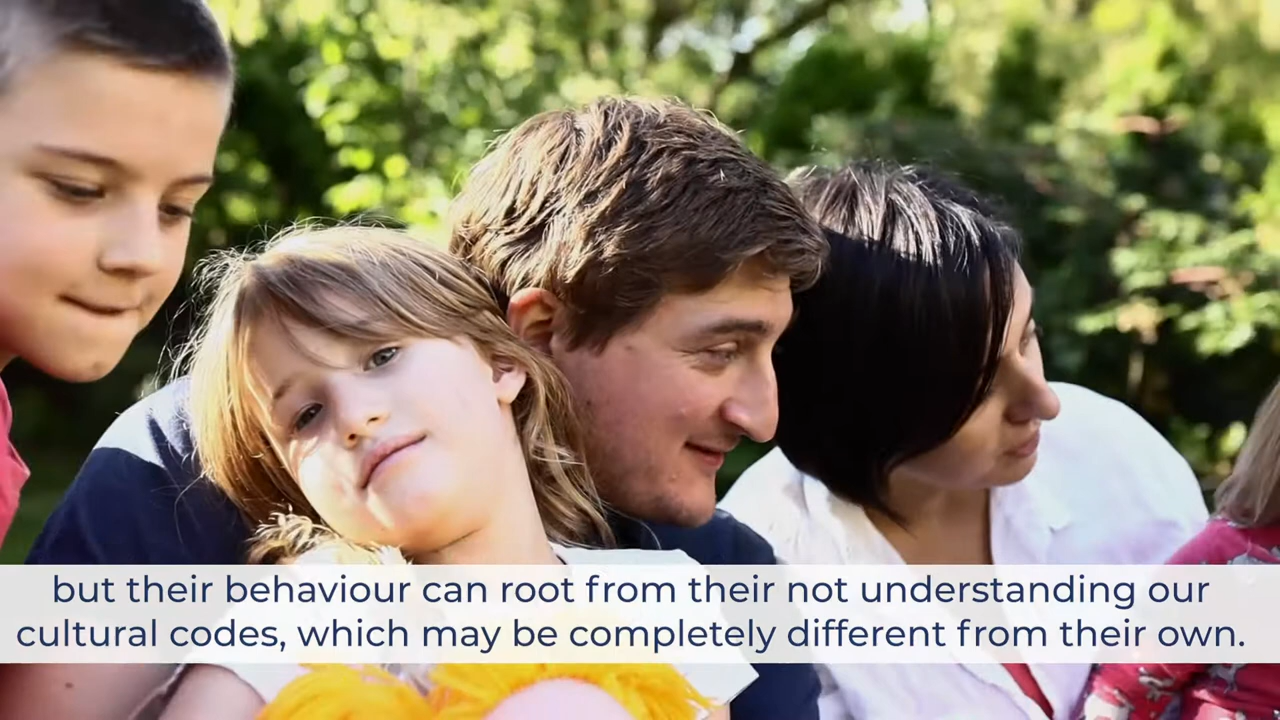 but their behaviour can root from their not understanding our
cultural codes, which may be completely different from their own.